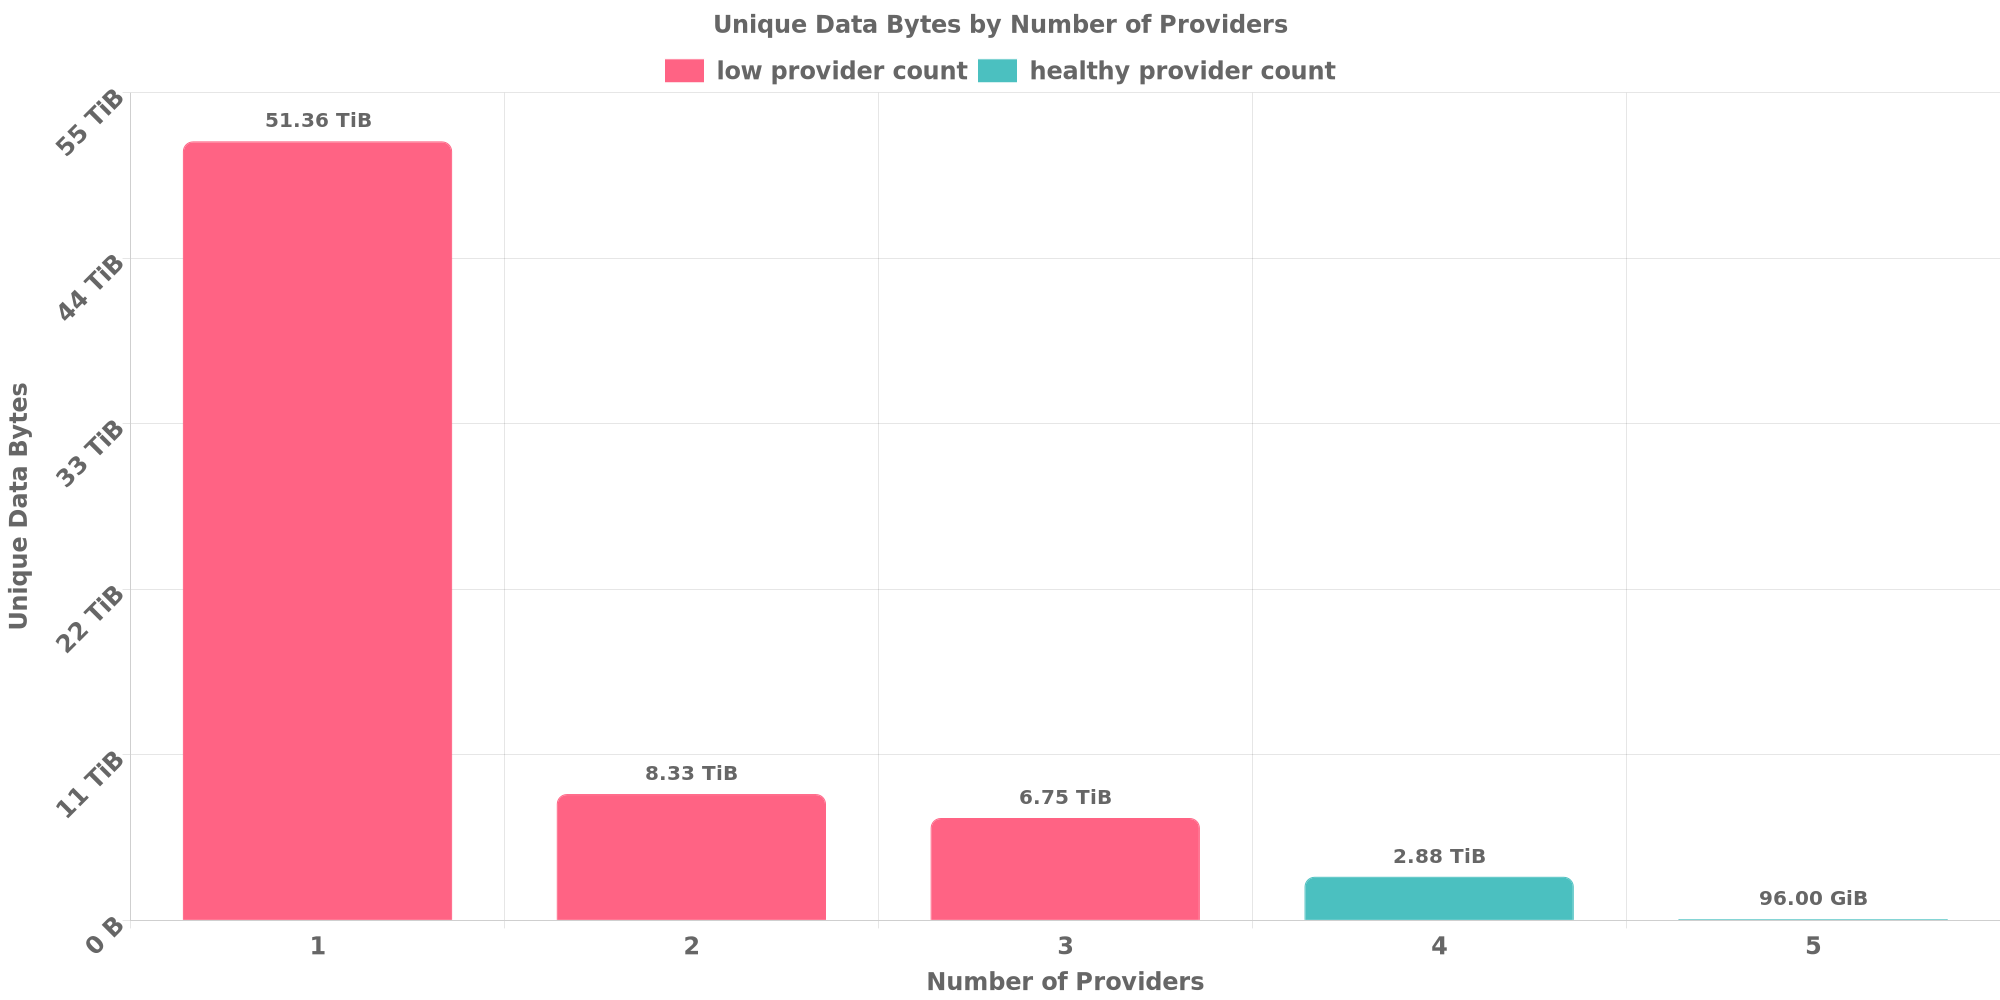 Unique Data Bytes by Number of Providers
low provider count healthy provider count
55 TiB
44 TiB
33 TiB
22 TiB
11 TiB
0 B
Unique Data Bytes
51.36 TiB
8.33 TiB
6.75 TiB
2.88 TiB
96.00 GiB
1 2 3 4 5
Number of Providers